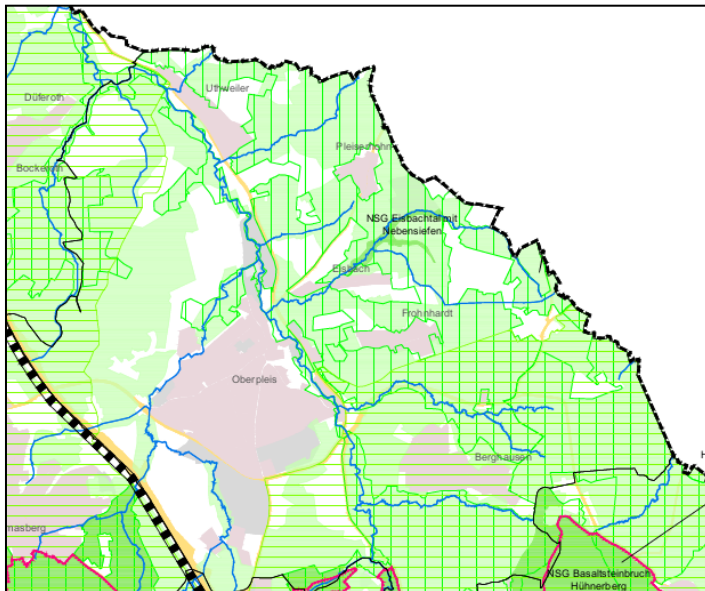 Uthweiler
Düferoth
Pleiserhohn
Bockeroth
NSG Eisbachtal mit
Nebensiefen
Eisbach
Frohnhardt
Oberpleis
Berghausen
H
masberg
NSG Basaltsteinbruch
Hühnerberg